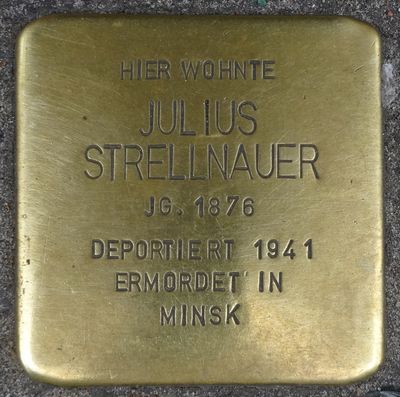 HIER WOHNTE
JULIUS
STRELLNAUER
JG. 1876
DEPORTIERT 1941
ERMORDET IN
MINSK